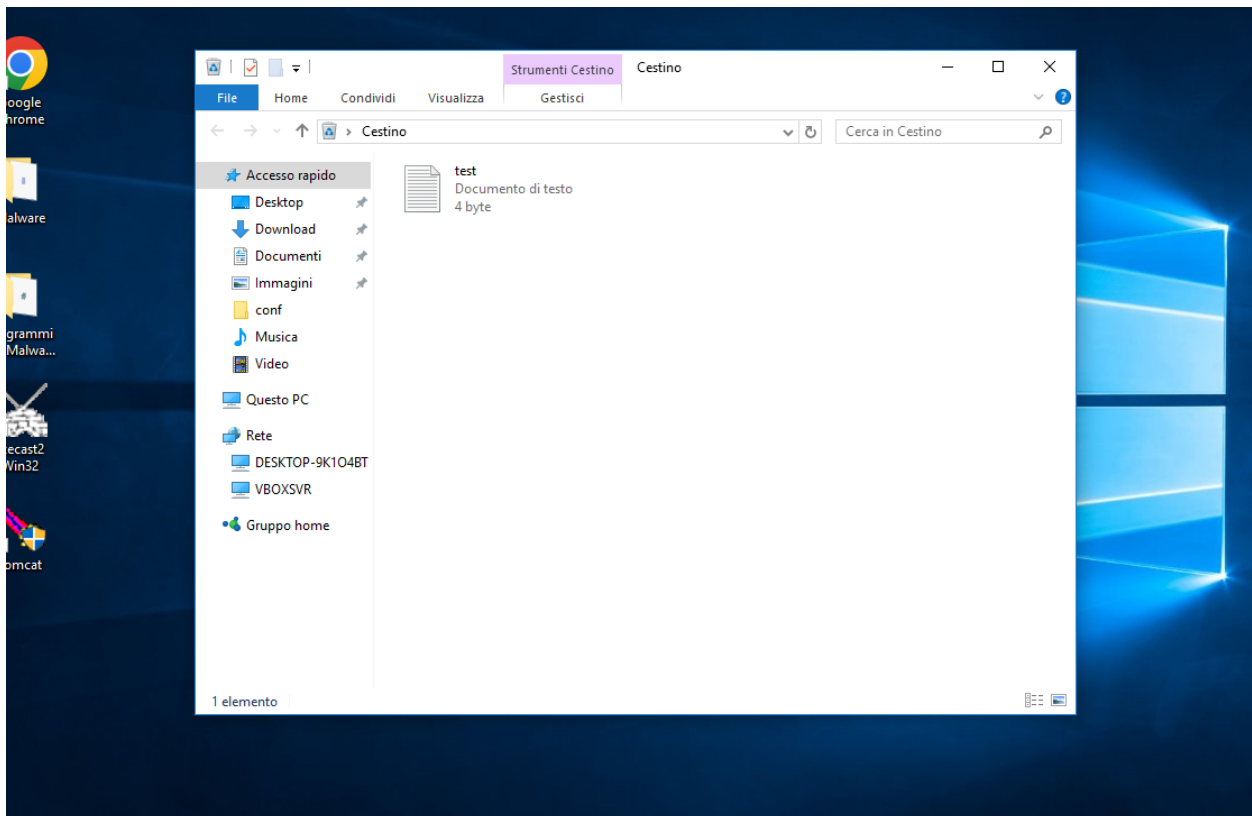 Strumenti Cestino
Cestino
File
Home
Condividi
Visualizza
Gestisci
Cestino
Cerca in Cestino
Accesso rapido
Desktop
Download
Documenti
Immagini
conf
Musica
Video
Questo PC
Rete
DESKTOP-9K1O4BT
VBOXSVR
Gruppo home
test
Documento di testo
4 byte
1 elemento
oogle
hrome
alware
grammi
Malwa...
ecast2
Win32
omcat